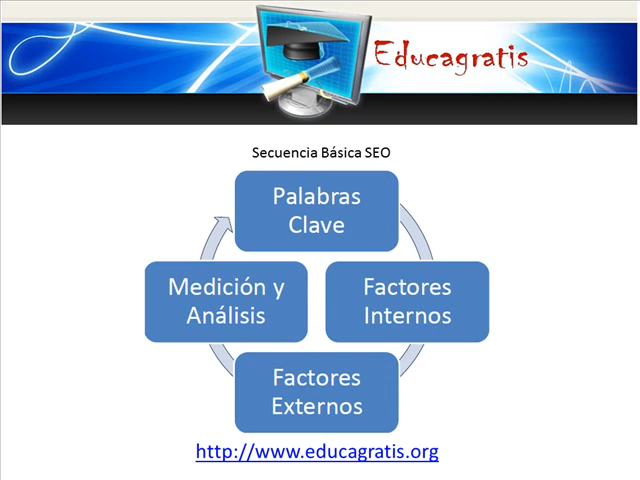 Educagratis
Secuencia Básica SEO
Palabras
Clave
Medición y
Análisis
Factores
Internos
Factores
Externos
http://www.educagratis.org